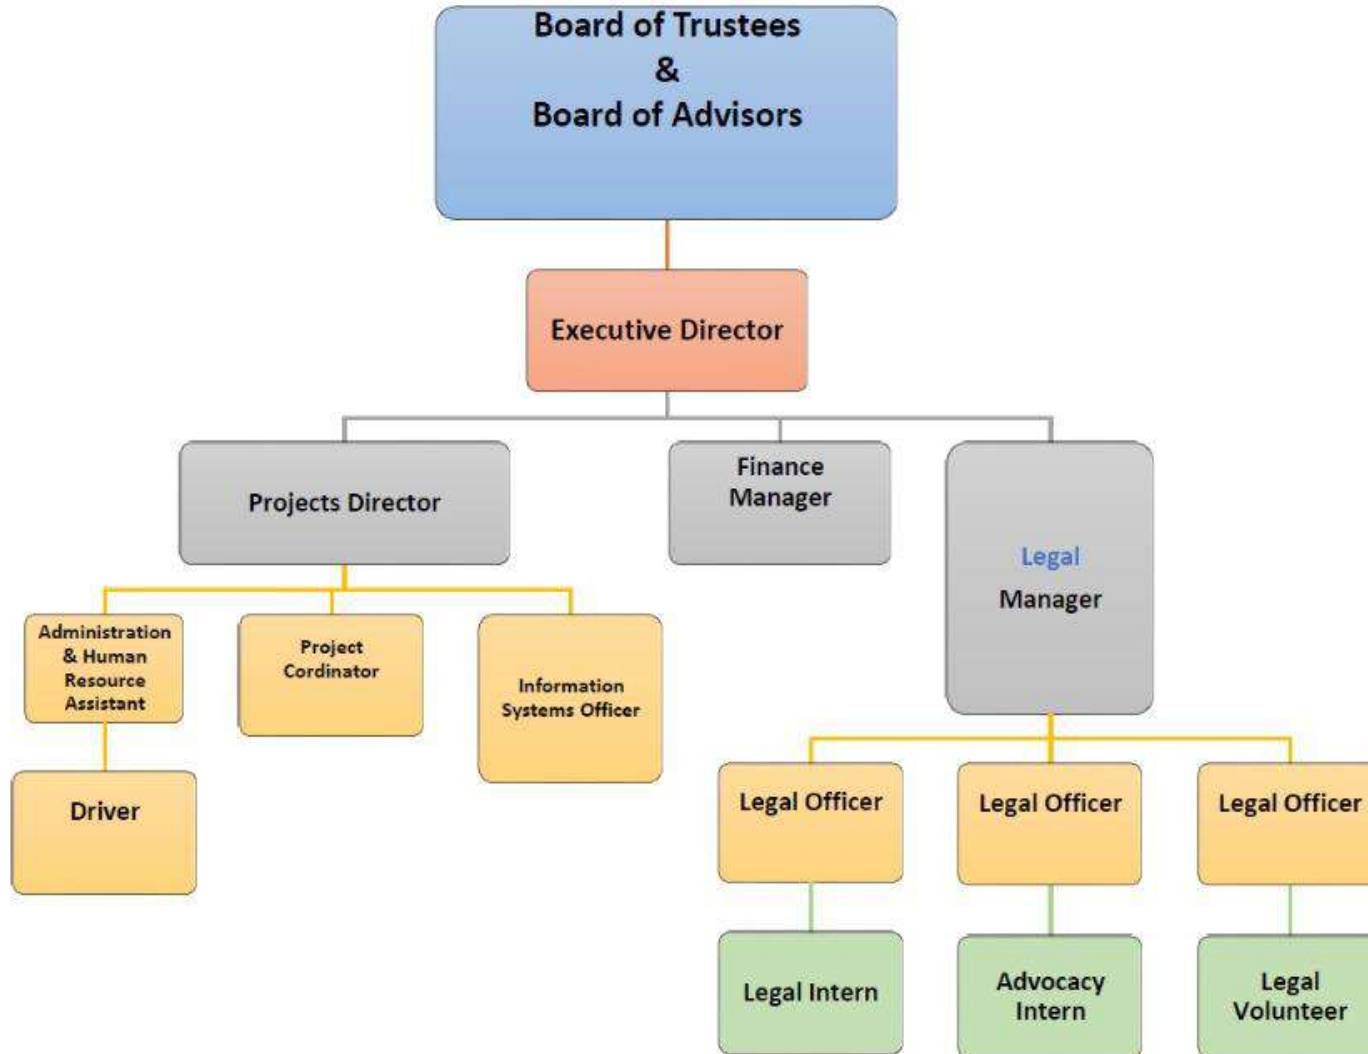 Board of Trustees
&
Board of Advisors
Executive Director
Projects Director
Finance
Manager
Legal
Manager
Administration
& Human
Resource
Assistant
Project
Cordinator
Information
Systems Officer
Driver
Legal Officer
Legal Officer
Legal Officer
Legal Intern
Advocacy
Intern
Legal
Volunteer